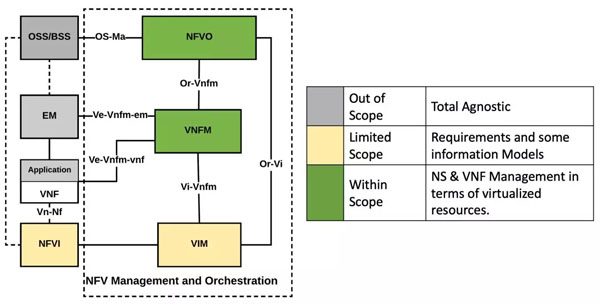 OSS/BSS
OS-Ma
NFVO
Or-Vnfm
EM
Ve-Vnfm-em
VNFM
Ve-Vnfm-vnf
Application
VNF
Or-Vi
Vi-Vnfm
Vn-Nf
NFVI
VIM
NFV Management and Orchestration
Out of
Scope
Total Agnostic
Limited
Scope
Requirements and some
information Models
Within
Scope
NS & VNF Management in
terms of virtualized
resources.